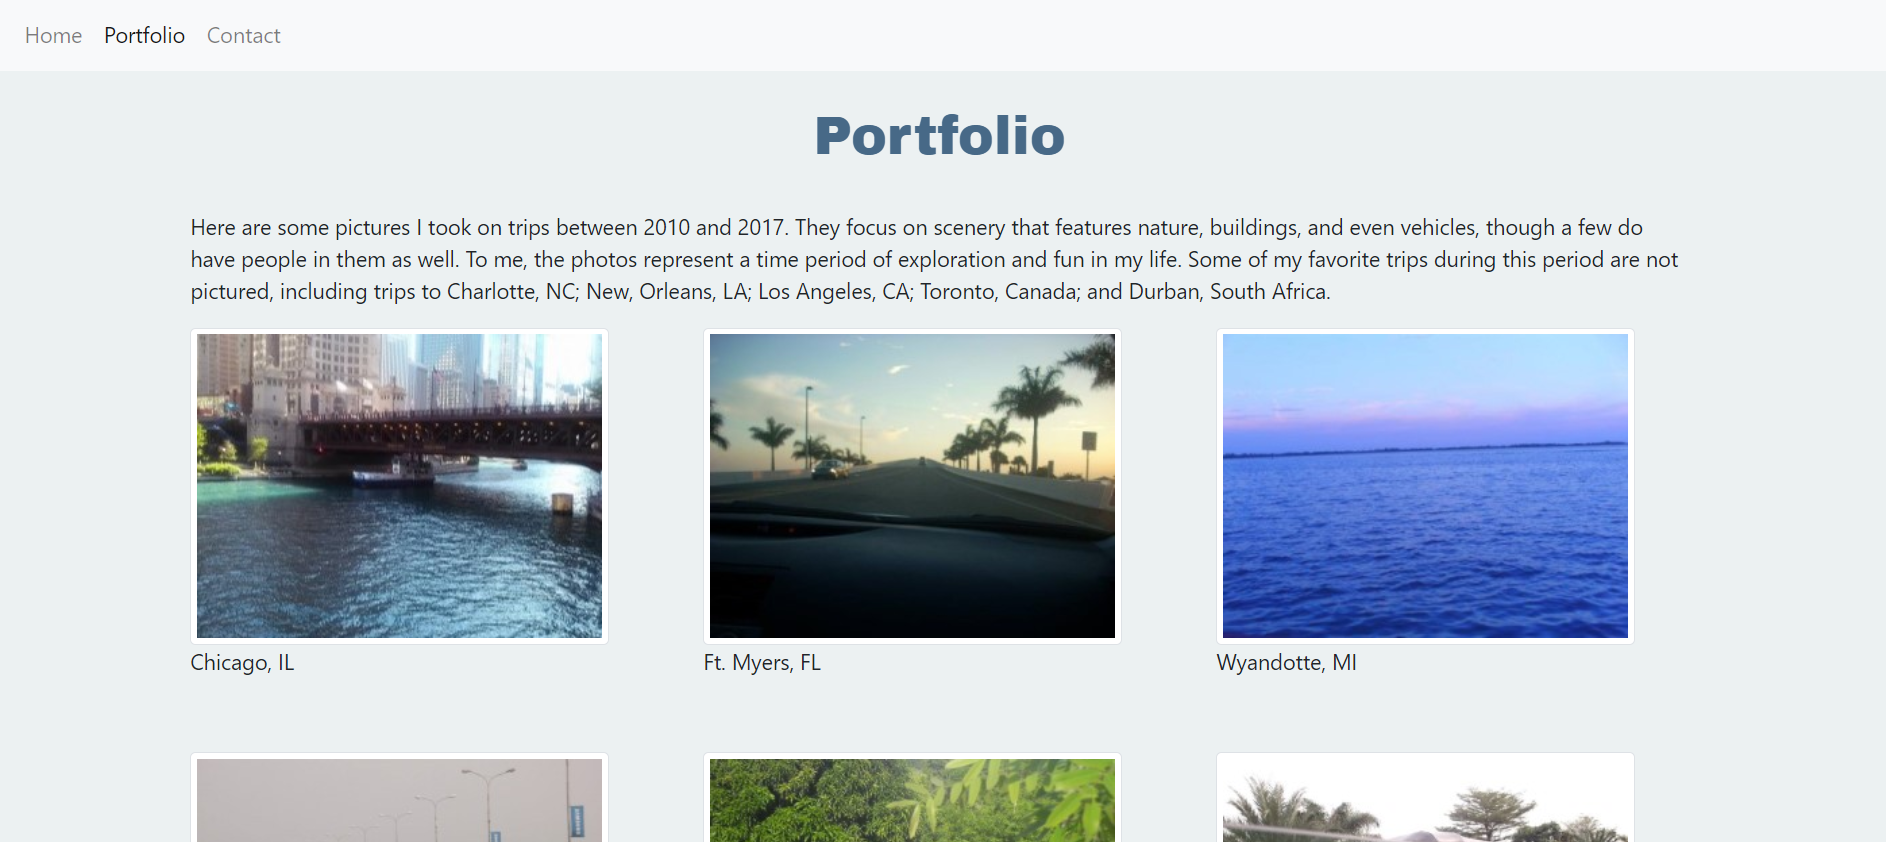 Home Portfolio Contact
Portfolio
Here are some pictures I took on trips between 2010 and 2017. They focus on scenery that features nature, buildings, and even vehicles, though a few do
have people in them as well. To me, the photos represent a time period of exploration and fun in my life. Some of my favorite trips during this period are not
pictured, including trips to Charlotte, NC; New, Orleans, LA; Los Angeles, CA; Toronto, Canada; and Durban, South Africa.
Chicago, IL
Ft. Myers, FL
Wyandotte, MI